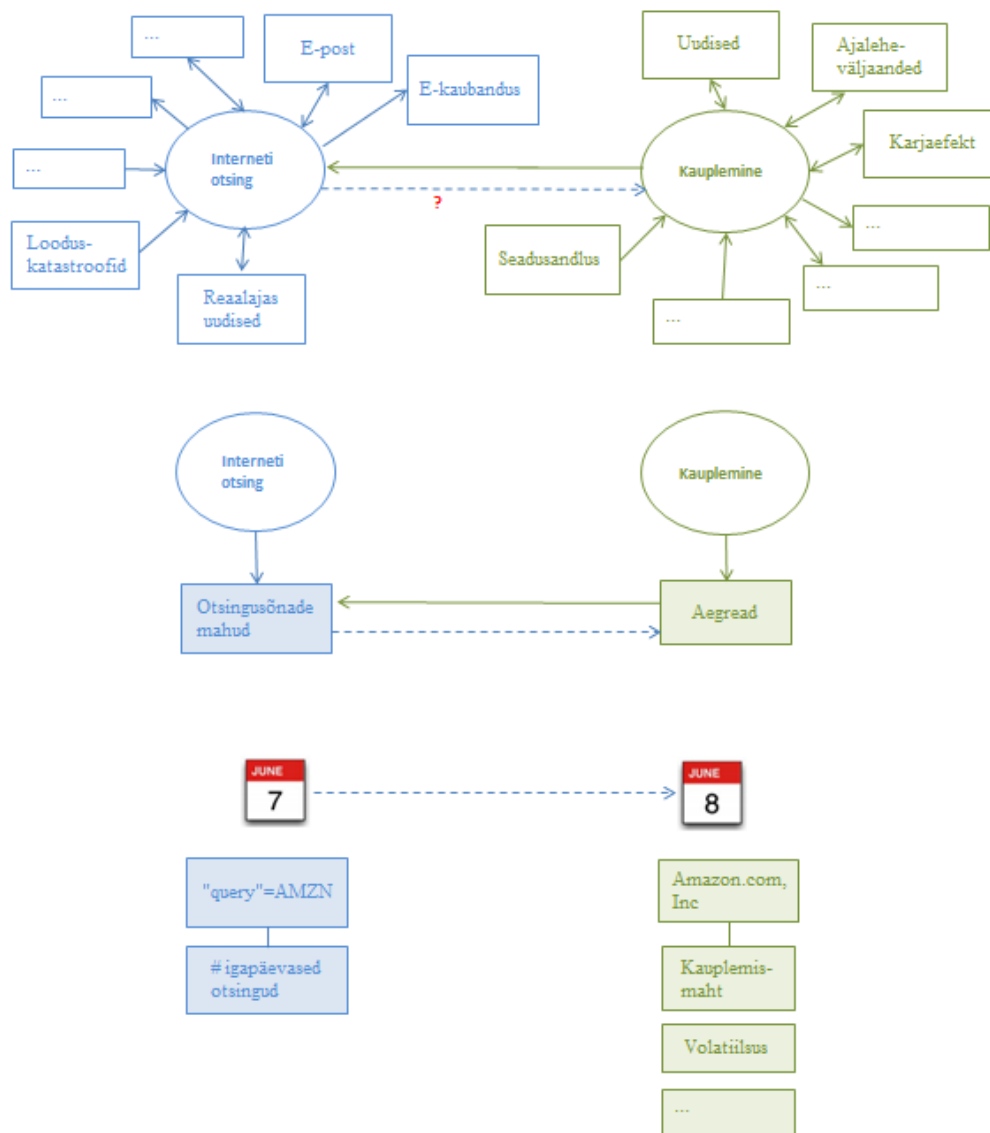 ...
E-post
...
E-kaubandus
...
Interneti
otsing
Loodus-
katastroofid
Reaalajas
uudised
?
Uudised
Ajalehe-
väljaanded
Karjaefekt
Kauplemine
...
Seadusandlus
...
...
Interneti
otsing
Kauplemine
Otsingusõnade
mahud
Aegread
JUNE
7
JUNE
8
"query"=AMZN
# igapäevased
otsingud
Amazon.com,
Inc
Kauplemis-
maht
Volatiilsus
...